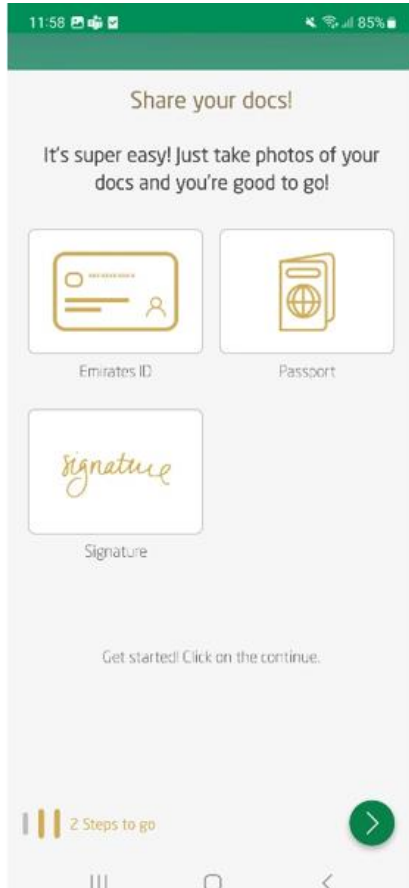 11:58 85%
Share your docs!
It's super easy! Just take photos of your
docs and you're good to go!
Emirates ID Passport
signature
Signature
Get started! Click on the continue.
2 Steps to go